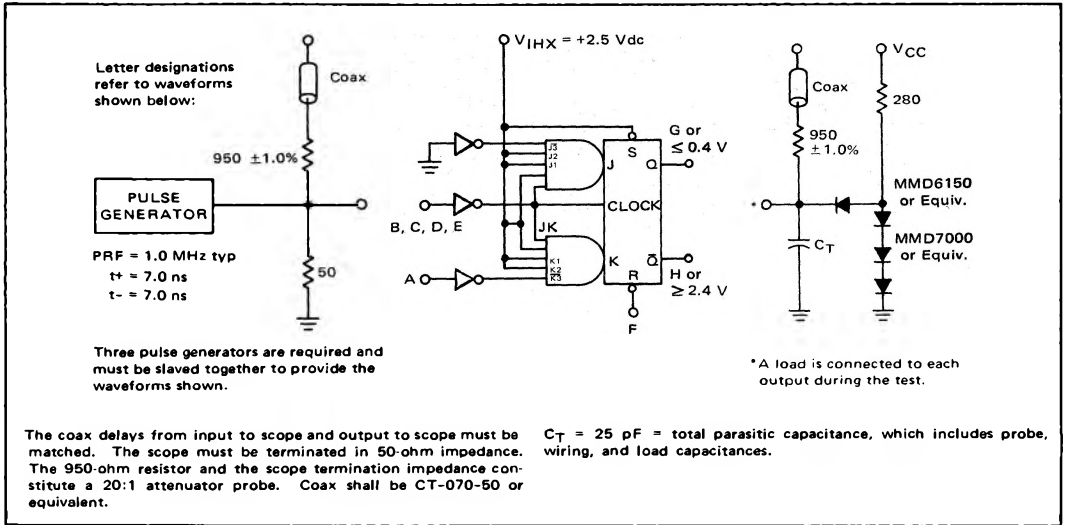 Letter designations
refer to waveforms
shown below:
Coax
950 ±1.0%
PULSE
GENERATOR
PRF = 1.0 MHz typ
t+ = 7.0 ns
t- = 7.0 ns
50
Three pulse generators are required and
must be slaved together to provide the
waveforms shown.
VIHX = +2.5 Vdc
J3
J2
J1
J
S
Q
G or
≤ 0.4 V
CLOCK
B, C, D, E
JK
K1
K2
K3
K
R
Q̅
H or
≥ 2.4 V
A
F
Coax
950
±1.0%
VCC
280
MMD6150
or Equiv.
MMD7000
or Equiv.
*
CT
*A load is connected to each
output during the test.
The coax delays from input to scope and output to scope must be
matched. The scope must be terminated in 50-ohm impedance.
The 950-ohm resistor and the scope termination impedance con-
stitute a 20:1 attenuator probe. Coax shall be CT-070-50 or
equivalent.
CT = 25 pF = total parasitic capacitance, which includes probe,
wiring, and load capacitances.